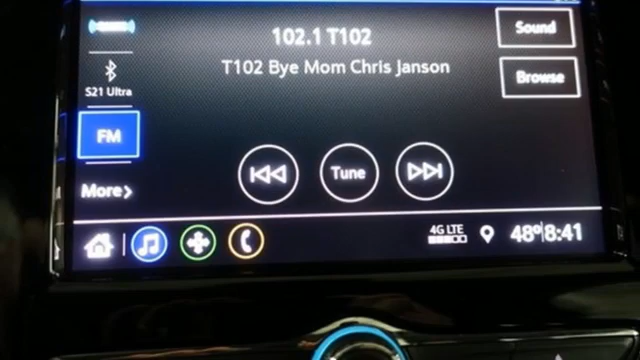 102.1 T102
Sound
T102 Bye Mom Chris Janson
Browse
S21 Ultra
FM
Tune
More>
4G LTE
48° 8:41